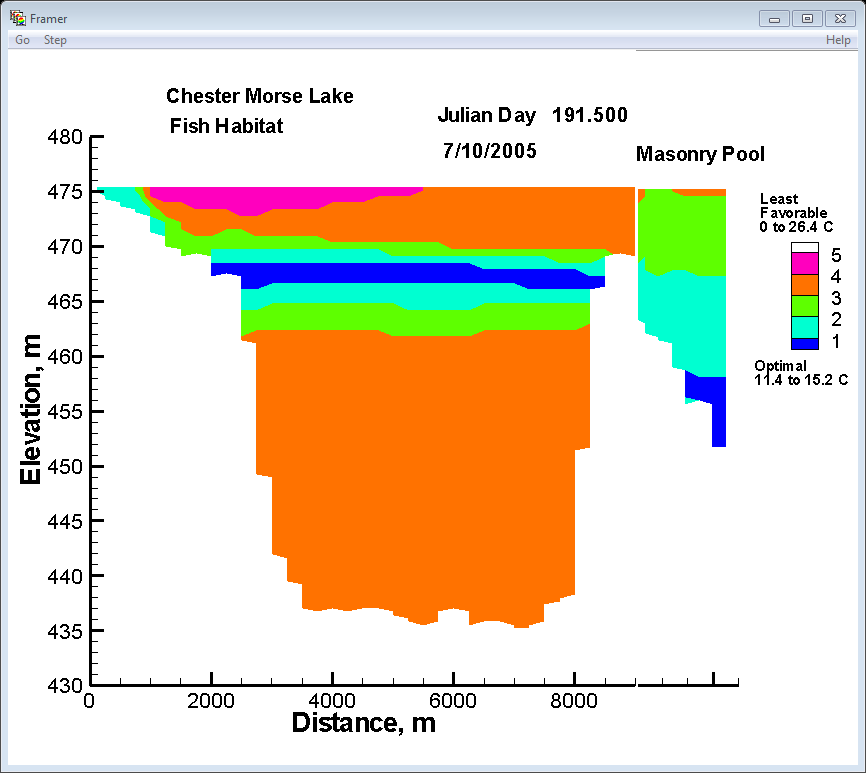 Framer
Go Step Help
Chester Morse Lake
Fish Habitat
Julian Day 191.500
7/10/2005
Masonry Pool
480
475
470
465
460
455
450
445
440
435
430
Elevation, m
0 2000 4000 6000 8000
Distance, m
Least
Favorable
0 to 26.4 C
5
4
3
2
1
Optimal
11.4 to 15.2 C